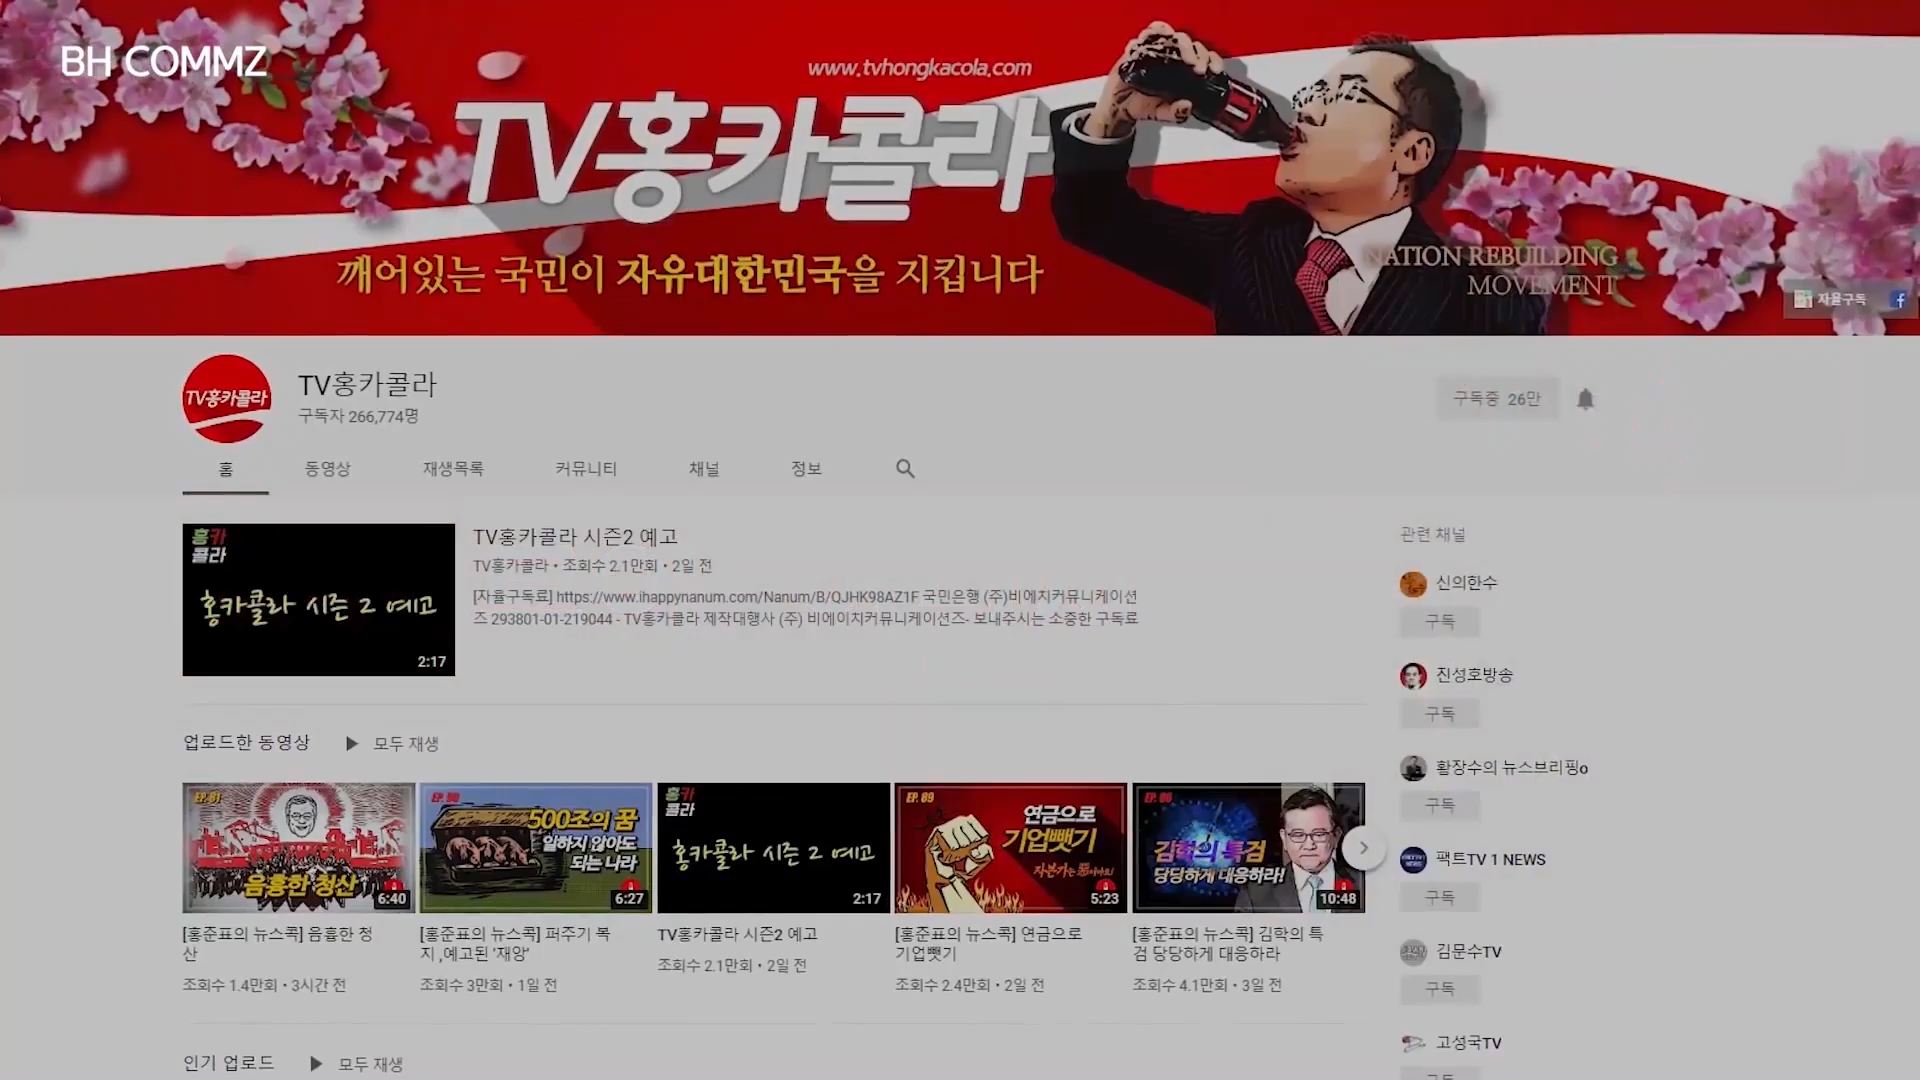 BH COMMZ
www.tvhongkacola.com
TV홍카콜라
깨어있는 국민이 자유대한민국을 지킵니다
NATION REBUILDING
MOVEMENT
자율구독
TV홍카콜라
TV홍카콜라
구독자 266,774명
구독중 26만
홈 동영상 재생목록 커뮤니티 채널 정보
홍카
콜라
홍카콜라 시즌 2 예고
2:17
TV홍카콜라 시즌2 예고
TV홍카콜라 • 조회수 2.1만회 • 2일 전
[자율구독료] https://www.ihappynanum.com/Nanum/B/QJHK98AZ1F 국민은행 (주)비에치커뮤니케이션
즈 293801-01-219044 - TV홍카콜라 제작대행사 (주) 비에이치커뮤니케이션즈- 보내주시는 소중한 구독료
관련 채널
신의한수
구독
진성호방송
구독
황장수의 뉴스브리핑o
구독
팩트TV 1 NEWS
구독
김문수TV
구독
고성국TV
업로드한 동영상 모두 재생
음흉한 청산
6:40
[홍준표의 뉴스콕] 음흉한 청
산
조회수 1.4만회 • 3시간 전
500조의 꿈
일하지 않아도
되는 나라
6:27
[홍준표의 뉴스콕] 퍼주기 복
지 ,예고된 '재앙'
조회수 3만회 • 1일 전
홍카
콜라
홍카콜라 시즌 2 예고
2:17
TV홍카콜라 시즌2 예고
조회수 2.1만회 • 2일 전
EP. 89
연금으로
기업뺏기
5:23
[홍준표의 뉴스콕] 연금으로
기업뺏기
조회수 2.4만회 • 2일 전
김학의 특검
당당하게 대응하라!
10:48
[홍준표의 뉴스콕] 김학의 특
검 당당하게 대응하라
조회수 4.1만회 • 3일 전
인기 업로드 모두 재생